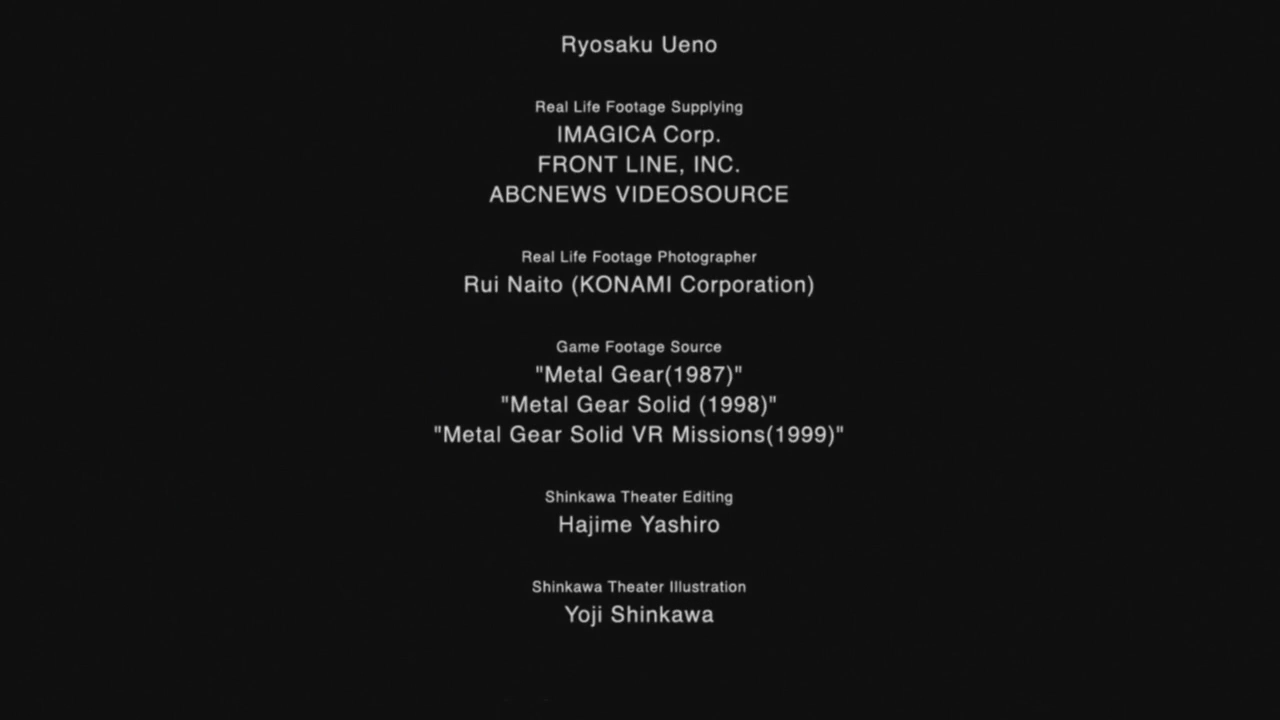 Ryosaku Ueno
Real Life Footage Supplying
IMAGICA Corp.
FRONT LINE, INC.
ABCNEWS VIDEOSOURCE
Real Life Footage Photographer
Rui Naito (KONAMI Corporation)
Game Footage Source
"Metal Gear(1987)"
"Metal Gear Solid (1998)"
"Metal Gear Solid VR Missions(1999)"
Shinkawa Theater Editing
Hajime Yashiro
Shinkawa Theater Illustration
Yoji Shinkawa